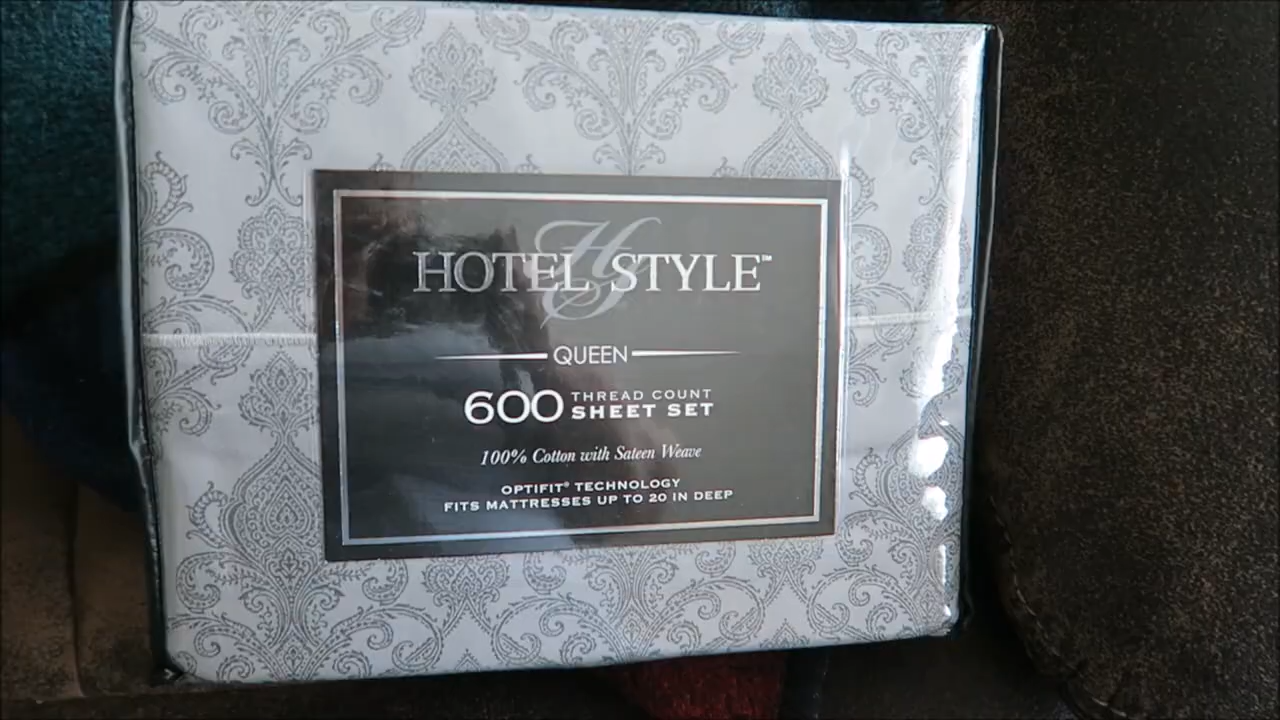 HS
HOTEL STYLE™
QUEEN
600 THREAD COUNT
SHEET SET
100% Cotton with Sateen Weave
OPTIFIT® TECHNOLOGY
FITS MATTRESSES UP TO 20 IN DEEP